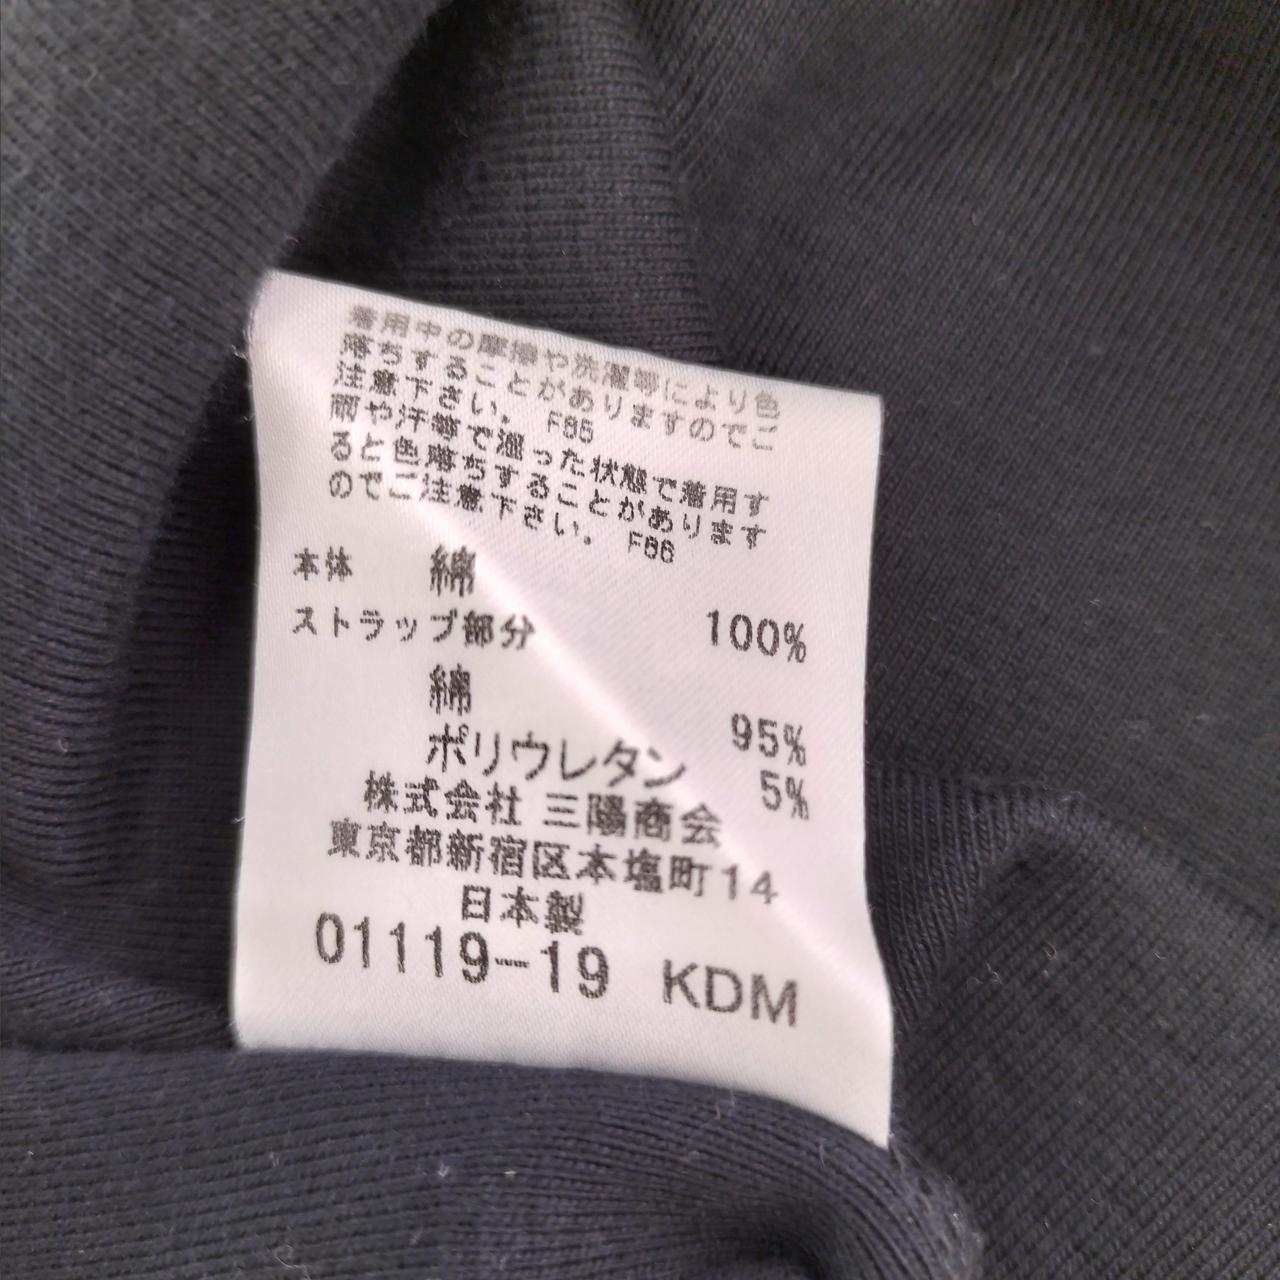 着用中の摩擦や洗濯等により色
落ちすることがありますのでご
注意下さい。 F85
雨や汗等で湿った状態で着用す
ると色落ちすることがあります
のでご注意下さい。 F86
本体 綿 100%
ストラップ部分
綿 95%
ポリウレタン 5%
株式会社 三陽商会
東京都新宿区本塩町14
日本製
01119-19 KDM